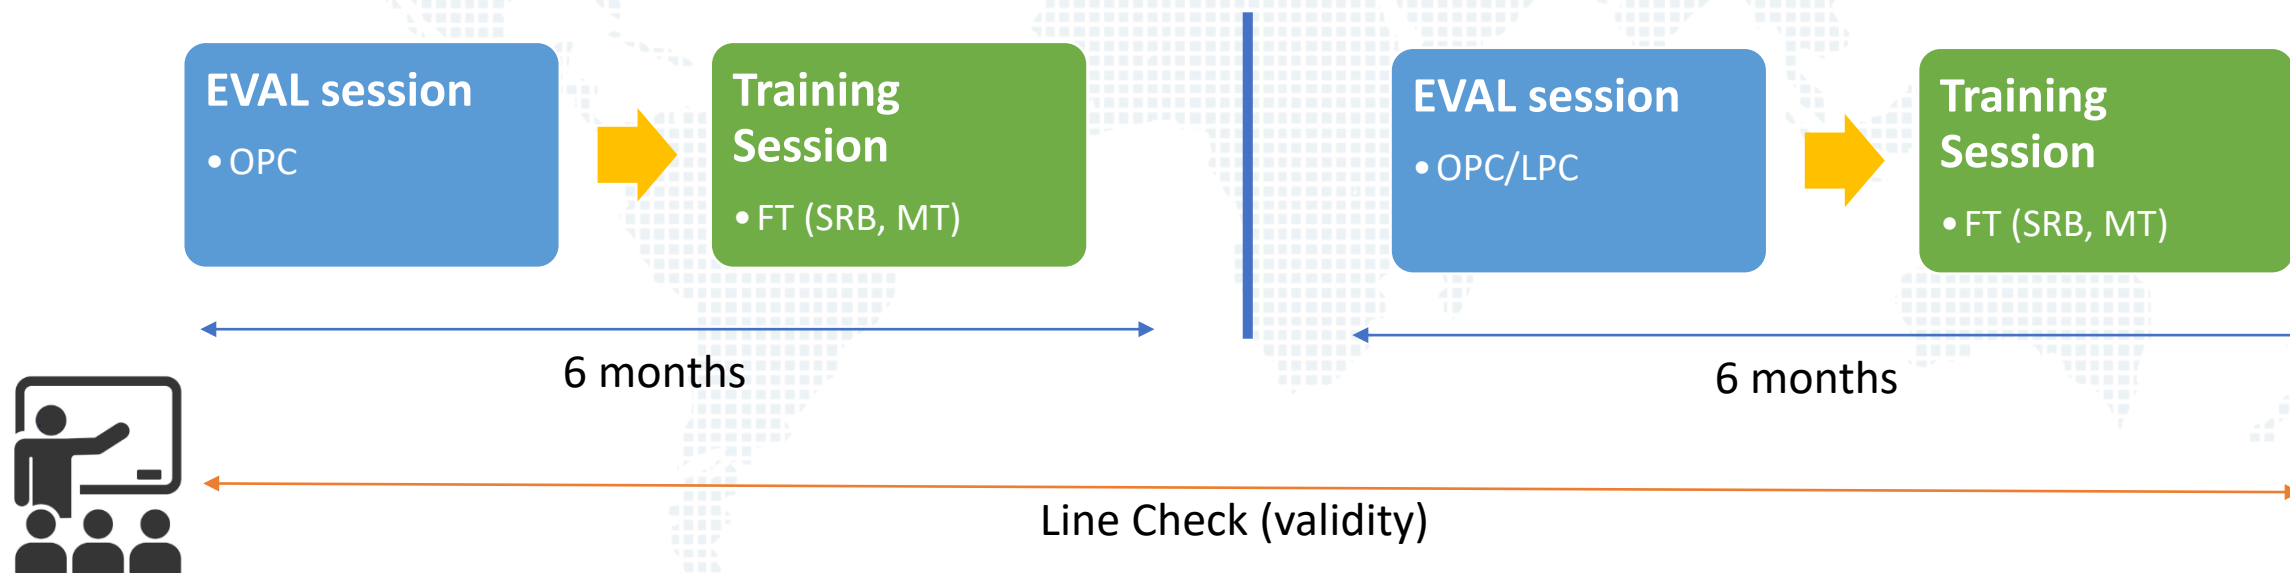 EVAL session
• OPC
Training
Session
• FT (SRB, MT)
EVAL session
• OPC/LPC
Training
Session
• FT (SRB, MT)
6 months
6 months
Line Check (validity)